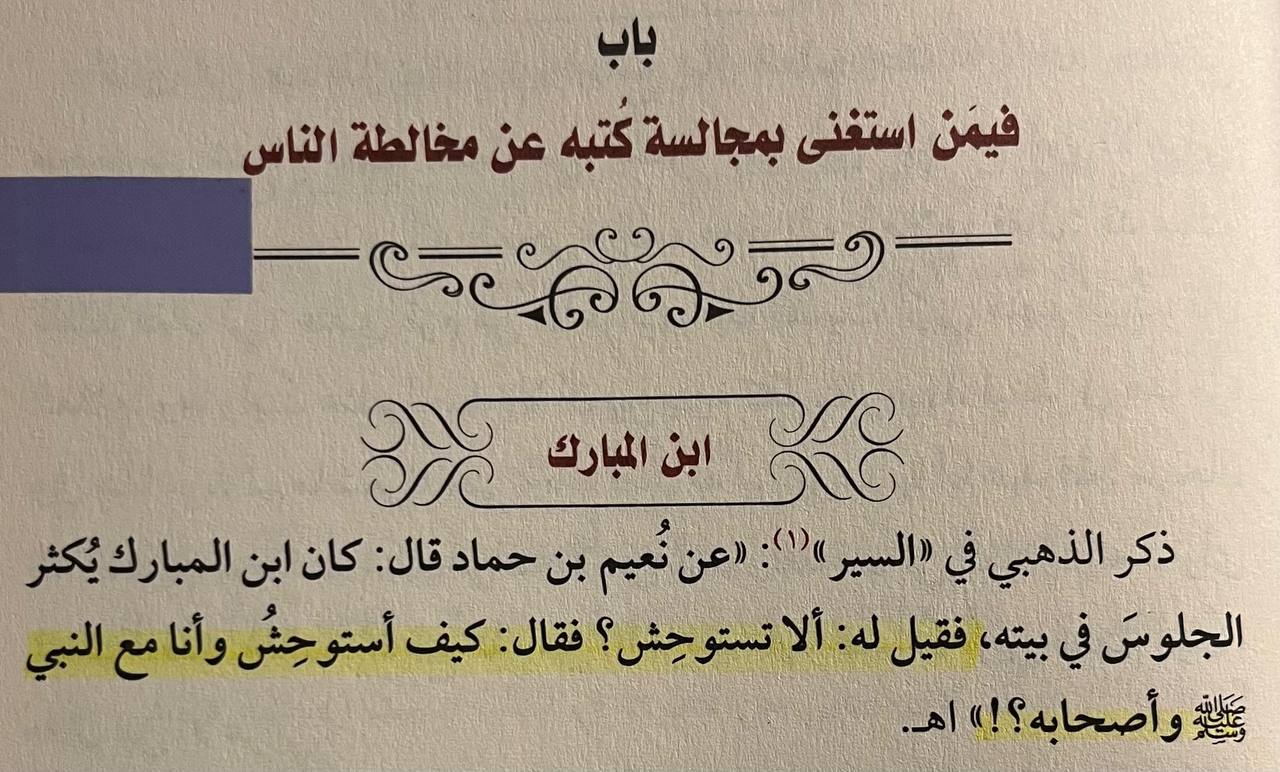 باب
فيمَن استغنى بمجالسة كُتبه عن مخالطة الناس
ابن المبارك
ذكر الذهبي في «السير»(١): «عن نُعيم بن حماد قال: كان ابن المبارك يُكثر
الجلوسَ في بيته، فقيل له: ألا تستوحِش؟ فقال: كيف أستوحِشُ وأنا مع النبي
ﷺ وأصحابه؟!» اهـ.